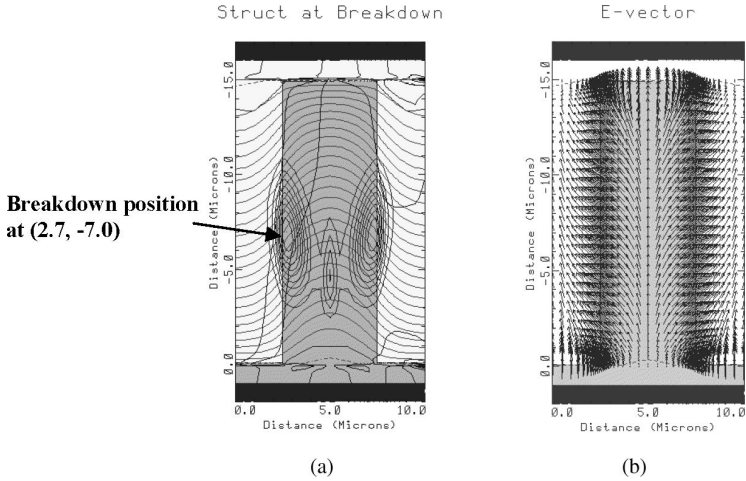 Struct at Breakdown
E-vector
Breakdown position
at (2.7, -7.0)
Distance (Microns)
-15.0
-10.0
-5.0
0.0
0.0
5.0
10.0
Distance (Microns)
Distance (Microns)
-15.0
-10.0
-5.0
0.0
0.0
5.0
10.0
Distance (Microns)
(a)
(b)